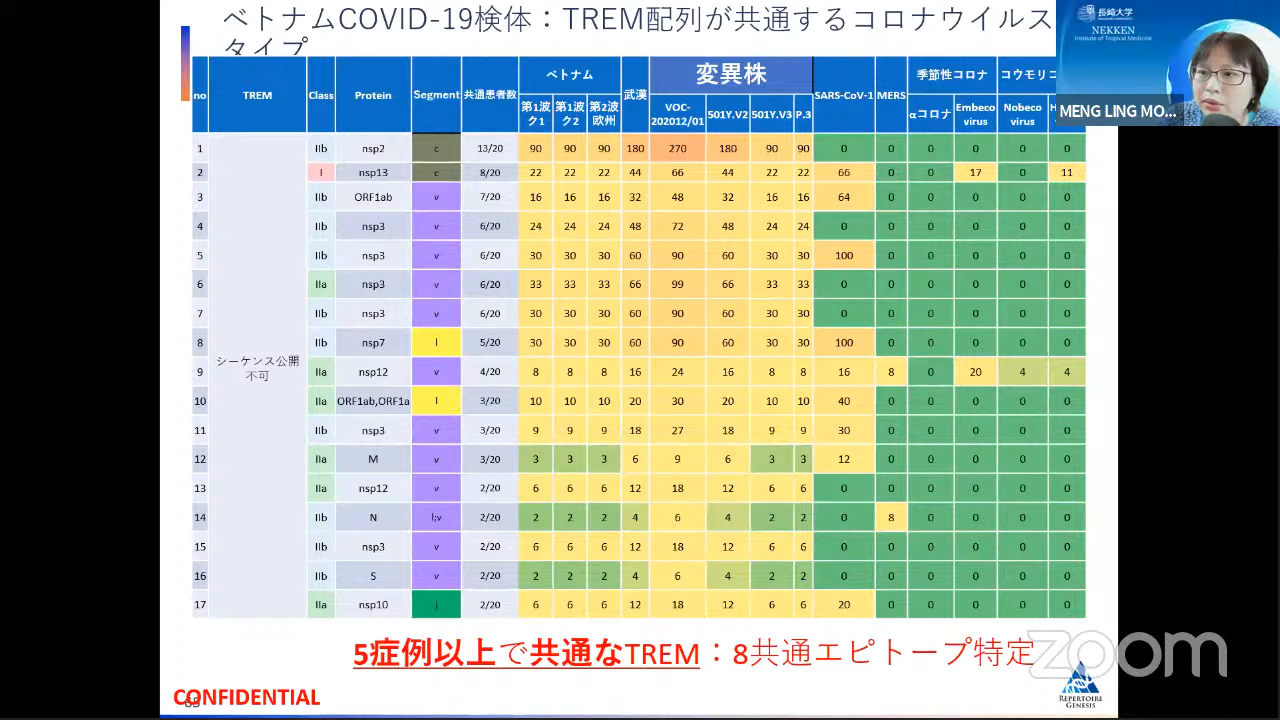 ベトナムCOVID-19検体：TREM配列が共通するコロナウイルス
タイプ
長崎大学
NEKKEN
Institute of Tropical Medicine
MENG LING MO...
no TREM Class Protein Segment 共通患者数 ベトナム 武漢 変異株 SARS-CoV-1 MERS 季節性コロナ コウモリコ
第1波 第1波 第2波 VOC- 501Y.V2 501Y.V3 P.3 αコロナ Embeco Nobeco
ク1 ク2 欧州 202012/01 virus virus
1 IIb nsp2 c 13/20 90 90 90 180 270 180 90 90 0 0 0 0 0 0
2 I nsp13 c 8/20 22 22 22 44 66 44 22 22 66 0 0 17 0 11
3 IIb ORF1ab v 7/20 16 16 16 32 48 32 16 16 64 0 0 0 0 0
4 IIb nsp3 v 6/20 24 24 24 48 72 48 24 24 0 0 0 0 0 0
5 IIb nsp3 v 6/20 30 30 30 60 90 60 30 30 100 0 0 0 0 0
6 IIa nsp3 v 6/20 33 33 33 66 99 66 33 33 0 0 0 0 0 0
7 IIb nsp3 v 6/20 30 30 30 60 90 60 30 30 0 0 0 0 0 0
8 IIb nsp7 l 5/20 30 30 30 60 90 60 30 30 100 0 0 0 0 0
シーケンス公開
不可
9 IIa nsp12 v 4/20 8 8 8 16 24 16 8 8 16 8 0 20 4 4
10 IIa ORF1ab,ORF1a l 3/20 10 10 10 20 30 20 10 10 40 0 0 0 0 0
11 IIb nsp3 v 3/20 9 9 9 18 27 18 9 9 30 0 0 0 0 0
12 IIa M v 3/20 3 3 3 6 9 6 3 3 12 0 0 0 0 0
13 IIa nsp12 v 2/20 6 6 6 12 18 12 6 6 0 0 0 0 0 0
14 IIb N l;v 2/20 2 2 2 4 6 4 2 2 0 8 0 0 0 0
15 IIb nsp3 v 2/20 6 6 6 12 18 12 6 6 0 0 0 0 0 0
16 IIb S v 2/20 2 2 2 4 6 4 2 2 0 0 0 0 0 0
17 IIa nsp10 j 2/20 6 6 6 12 18 12 6 6 20 0 0 0 0 0
5症例以上で共通なTREM：8共通エピトープ特定
zoom
CONFIDENTIAL
REPERTOIRE
GENESIS